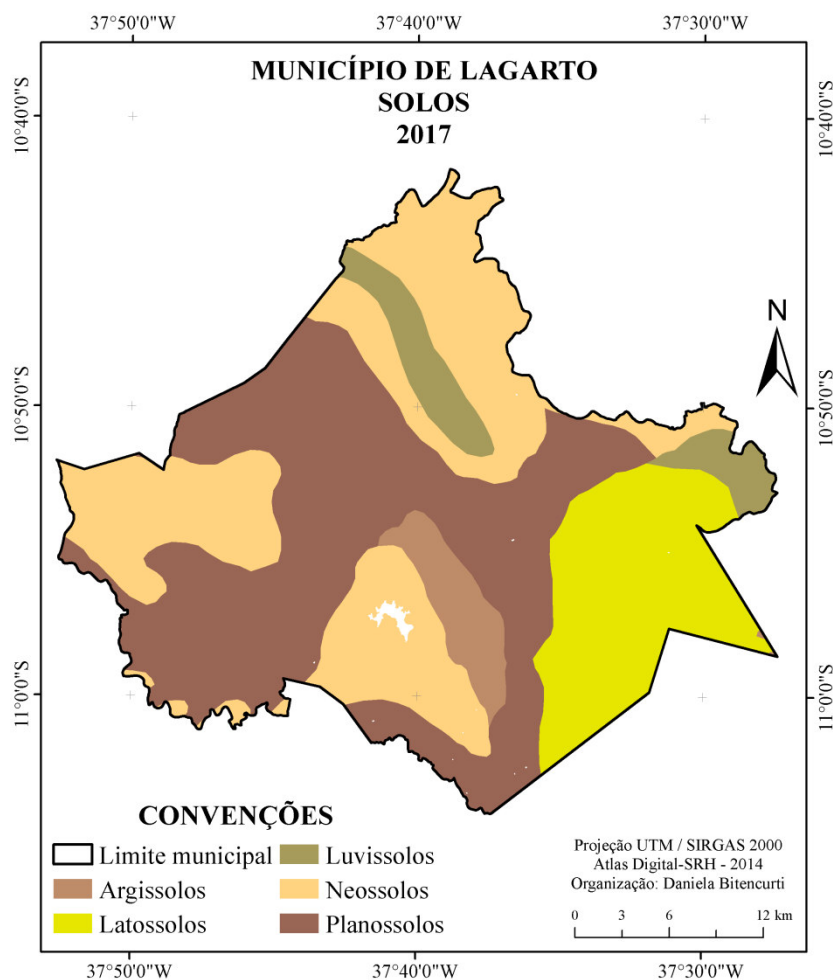 37°50'0"W 37°40'0"W 37°30'0"W
MUNICÍPIO DE LAGARTO
SOLOS
2017
10°40'0"S 10°40'0"S
N
10°50'0"S 10°50'0"S
11°0'0"S 11°0'0"S
CONVENÇÕES
Limite municipal Luvissolos
Argissolos Neossolos
Latossolos Planossolos
Projeção UTM / SIRGAS 2000
Atlas Digital-SRH - 2014
Organização: Daniela Bitencurti
0 3 6 12 km
37°50'0"W 37°40'0"W 37°30'0"W